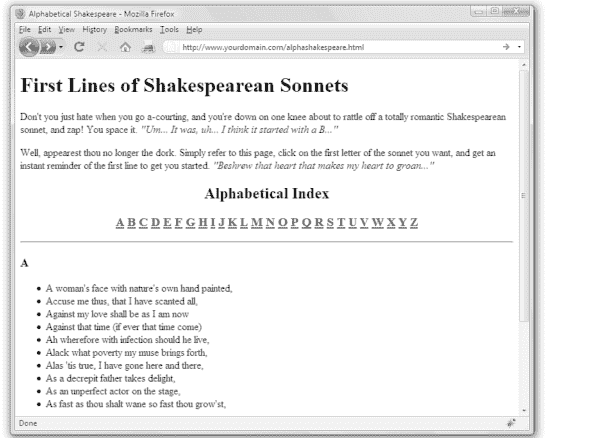 Alphabetical Shakespeare - Mozilla Firefox
File Edit View History Bookmarks Tools Help
http://www.yourdomain.com/alphashakespeare.html
First Lines of Shakespearean Sonnets
Don't you just hate when you go a-courting, and you're down on one knee about to rattle off a totally romantic Shakespearean
sonnet, and zap! You space it. "Um... It was, uh... I think it started with a B..."
Well, appearest thou no longer the dork. Simply refer to this page, click on the first letter of the sonnet you want, and get an
instant reminder of the first line to get you started. "Beshrew that heart that makes my heart to groan..."
Alphabetical Index
A B C D E F G H I J K L M N O P Q R S T U V W X Y Z
A
• A woman's face with nature's own hand painted,
• Accuse me thus, that I have scanted all,
• Against my love shall be as I am now
• Against that time (if ever that time come)
• Ah wherefore with infection should he live,
• Alack what poverty my muse brings forth,
• Alas 'tis true, I have gone here and there,
• As a decrepit father takes delight,
• As an unperfect actor on the stage,
• As fast as thou shalt wane so fast thou grow'st,
Done